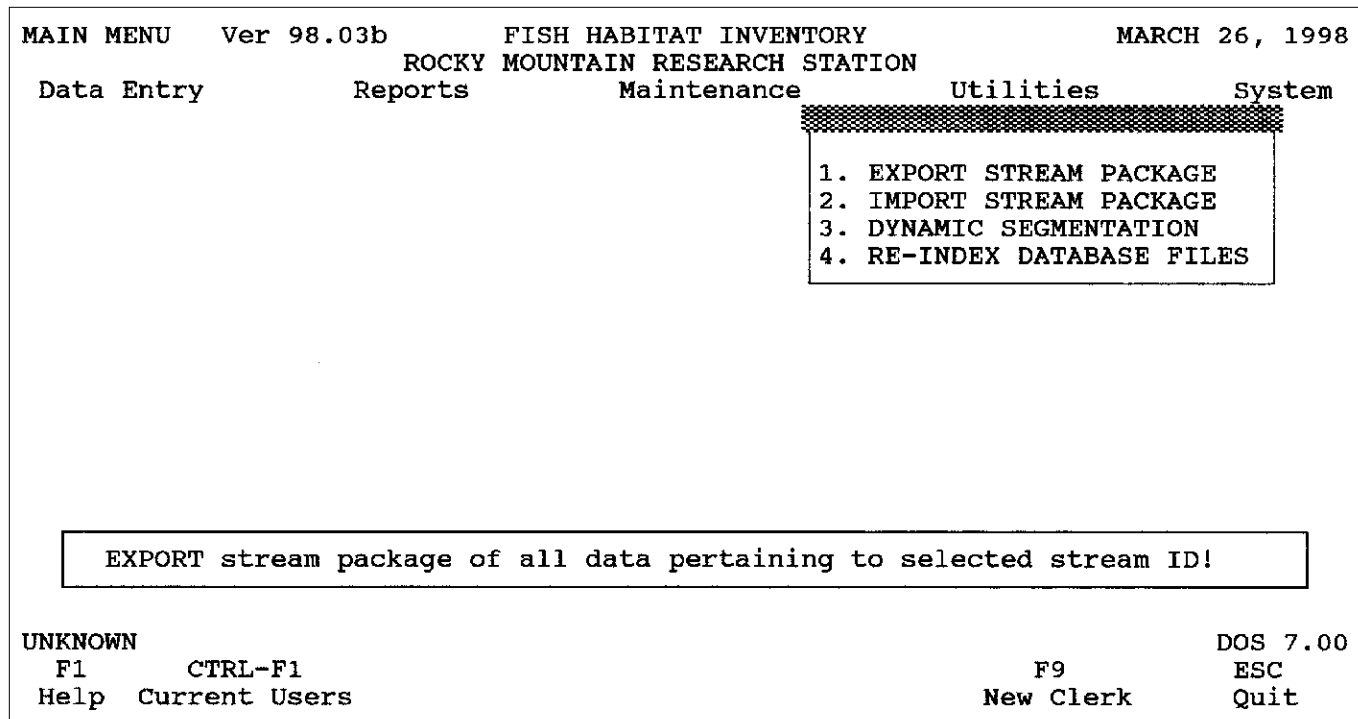 MAIN MENU Ver 98.03b FISH HABITAT INVENTORY MARCH 26, 1998
ROCKY MOUNTAIN RESEARCH STATION
Data Entry Reports Maintenance Utilities System
1. EXPORT STREAM PACKAGE
2. IMPORT STREAM PACKAGE
3. DYNAMIC SEGMENTATION
4. RE-INDEX DATABASE FILES
EXPORT stream package of all data pertaining to selected stream ID!
UNKNOWN DOS 7.00
F1 CTRL-F1 F9 ESC
Help Current Users New Clerk Quit